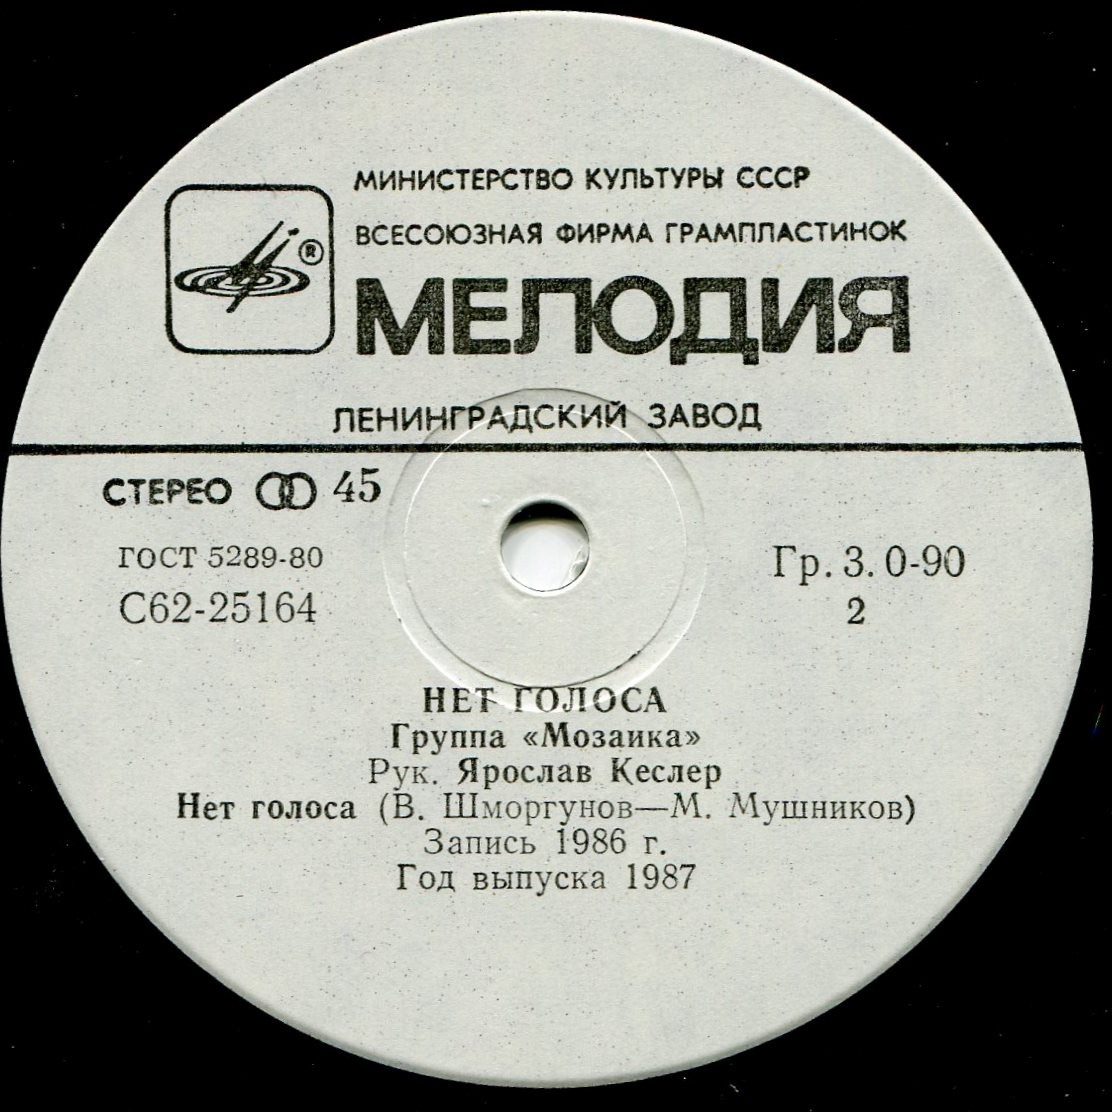 МИНИСТЕРСТВО КУЛЬТУРЫ СССР
ВСЕСОЮЗНАЯ ФИРМА ГРАМПЛАСТИНОК
®
МЕЛОДИЯ
ЛЕНИНГРАДСКИЙ ЗАВОД
СТЕРЕО 45
ГОСТ 5289-80
С62-25164
Гр. 3. 0-90
2
НЕТ ГОЛОСА
Группа «Мозаика»
Рук. Ярослав Кеслер
Нет голоса (В. Шморгунов—М. Мушников)
Запись 1986 г.
Год выпуска 1987